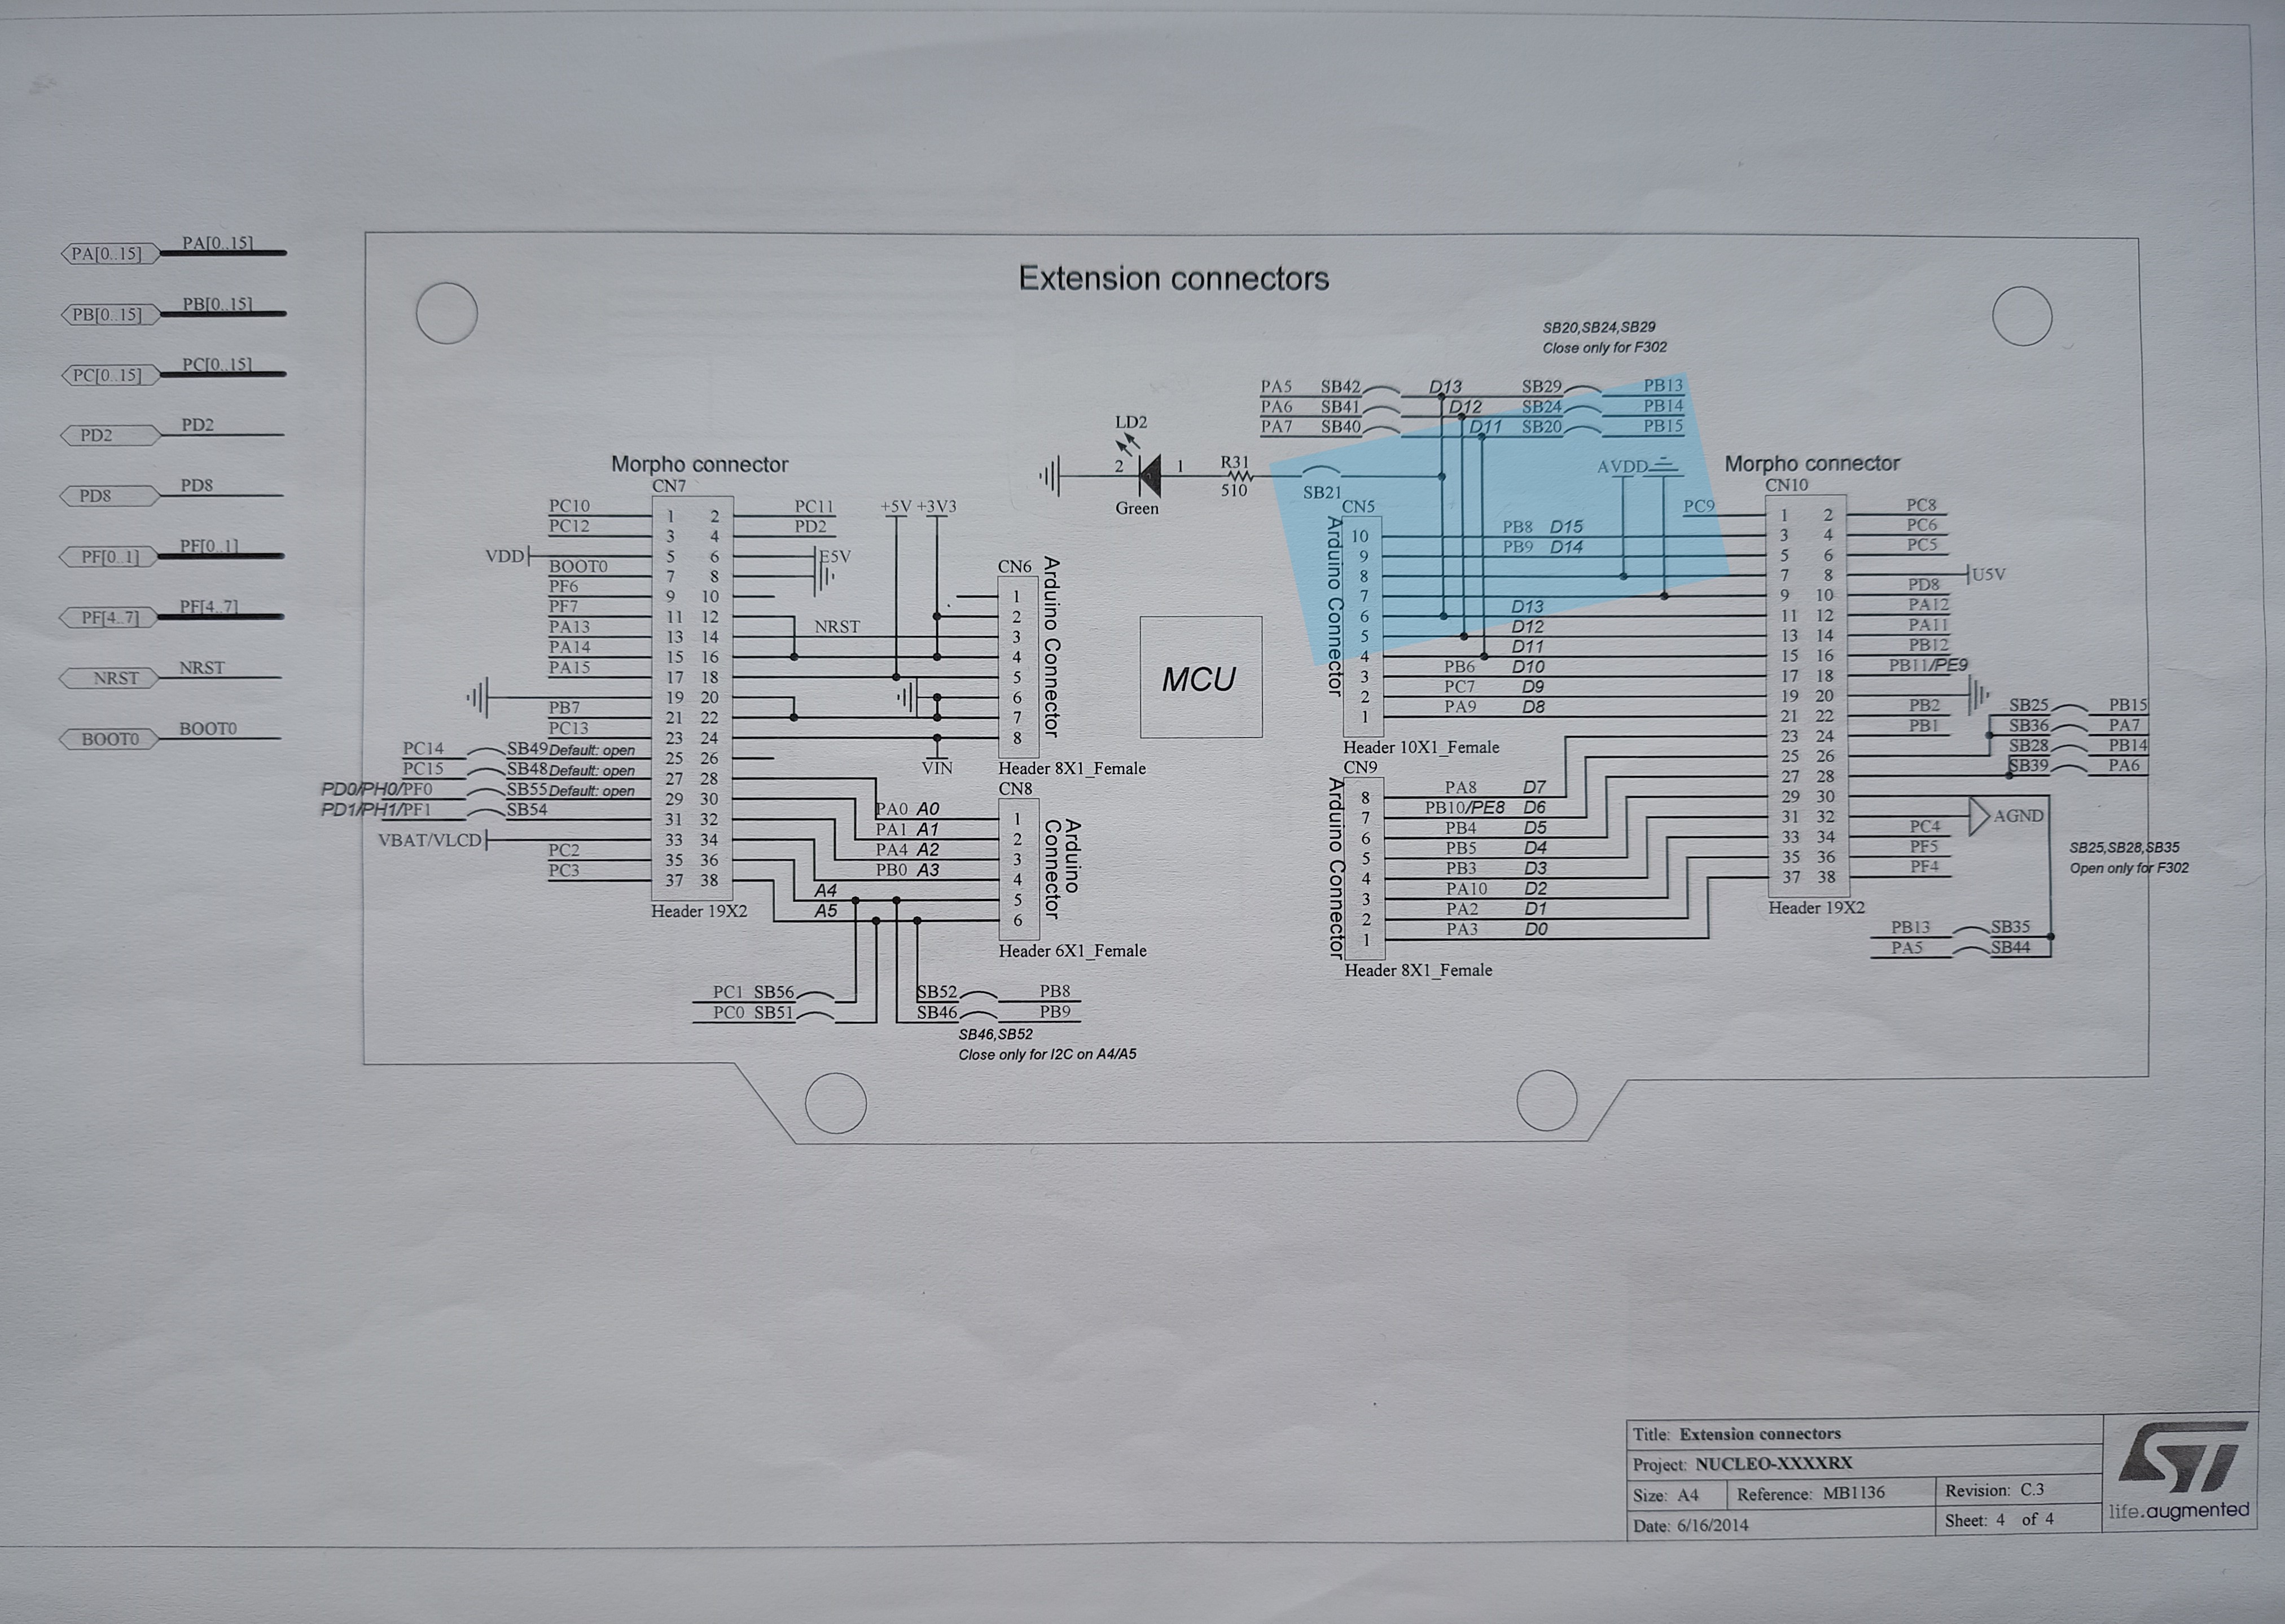 PA[0..15] PA[0..15]
PB[0..15] PB[0..15]
PC[0..15] PC[0..15]
PD2 PD2
PD8 PD8
PF[0..1] PF[0..1]
PF[4..7] PF[4..7]
NRST NRST
BOOT0 BOOT0
Extension connectors
SB20,SB24,SB29
Close only for F302
PA5 SB42 D13 SB29 PB13
PA6 SB41 D12 SB24 PB14
PA7 SB40 D11 SB20 PB15
LD2
2 1
Green
R31
510
SB21
AVDD
Morpho connector
CN7
PC10 1 2 PC11
PC12 3 4 PD2
VDD 5 6 E5V
BOOT0 7 8
PF6 9 10
PF7 11 12
PA13 13 14 NRST
PA14 15 16
PA15 17 18
19 20
PB7 21 22
PC13 23 24
PC14 SB49 Default: open 25 26
PC15 SB48 Default: open 27 28
PD0/PH0/PF0 SB55 Default: open 29 30
PD1/PH1/PF1 SB54 31 32
VBAT/VLCD 33 34
PC2 35 36
PC3 37 38
Header 19X2
+5V +3V3
CN6
Arduino Connector
1
2
3
4
5
6
7
8
VIN
Header 8X1_Female
CN8
Arduino
Connector
PA0 A0 1
PA1 A1 2
PA4 A2 3
PB0 A3 4
A4 5
A5 6
Header 6X1_Female
PC1 SB56 SB52 PB8
PC0 SB51 SB46 PB9
SB46,SB52
Close only for I2C on A4/A5
MCU
CN5
Arduino Connector
10 PB8 D15
9 PB9 D14
8
7
6 D13
5 D12
4 D11
3 PB6 D10
2 PC7 D9
1 PA9 D8
Header 10X1_Female
CN9
Arduino Connector
8 PA8 D7
7 PB10/PE8 D6
6 PB4 D5
5 PB5 D4
4 PB3 D3
3 PA10 D2
2 PA2 D1
1 PA3 D0
Header 8X1_Female
Morpho connector
CN10
PC9 1 2 PC8
3 4 PC6
5 6 PC5
7 8 U5V
9 10 PD8
11 12 PA12
13 14 PA11
15 16 PB12
17 18 PB11/PE9
19 20
21 22 PB2
23 24 PB1
25 26
27 28
29 30
31 32 AGND
33 34 PC4
35 36 PF5
37 38 PF4
Header 19X2
SB25 PB15
SB36 PA7
SB28 PB14
SB39 PA6
SB25,SB28,SB35
Open only for F302
PB13 SB35
PA5 SB44
Title: Extension connectors
Project: NUCLEO-XXXXRX
Size: A4 Reference: MB1136 Revision: C.3
Date: 6/16/2014 Sheet: 4 of 4
ST
life.augmented